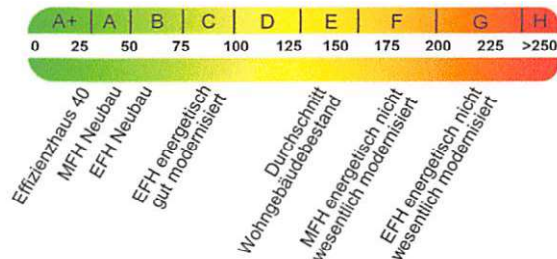 A+ A B C D E F G H
0 25 50 75 100 125 150 175 200 225 >250
Effizienzhaus 40
MFH Neubau
EFH Neubau
EFH energetisch
gut modernisiert
Durchschnitt
Wohngebäudebestand
MFH energetisch nicht
wesentlich modernisiert
EFH energetisch nicht
wesentlich modernisiert